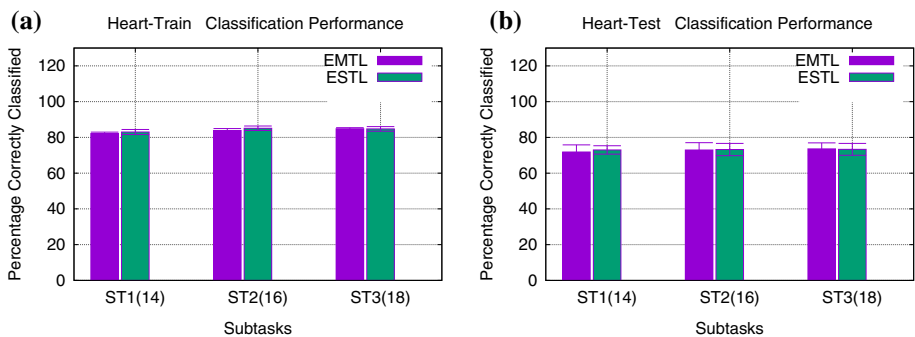 (a)
Heart-Train Classification Performance
Percentage Correctly Classified
120
100
80
60
40
20
0
EMTL
ESTL
ST1(14) ST2(16) ST3(18)
Subtasks
(b)
Heart-Test Classification Performance
Percentage Correctly Classified
120
100
80
60
40
20
0
EMTL
ESTL
ST1(14) ST2(16) ST3(18)
Subtasks